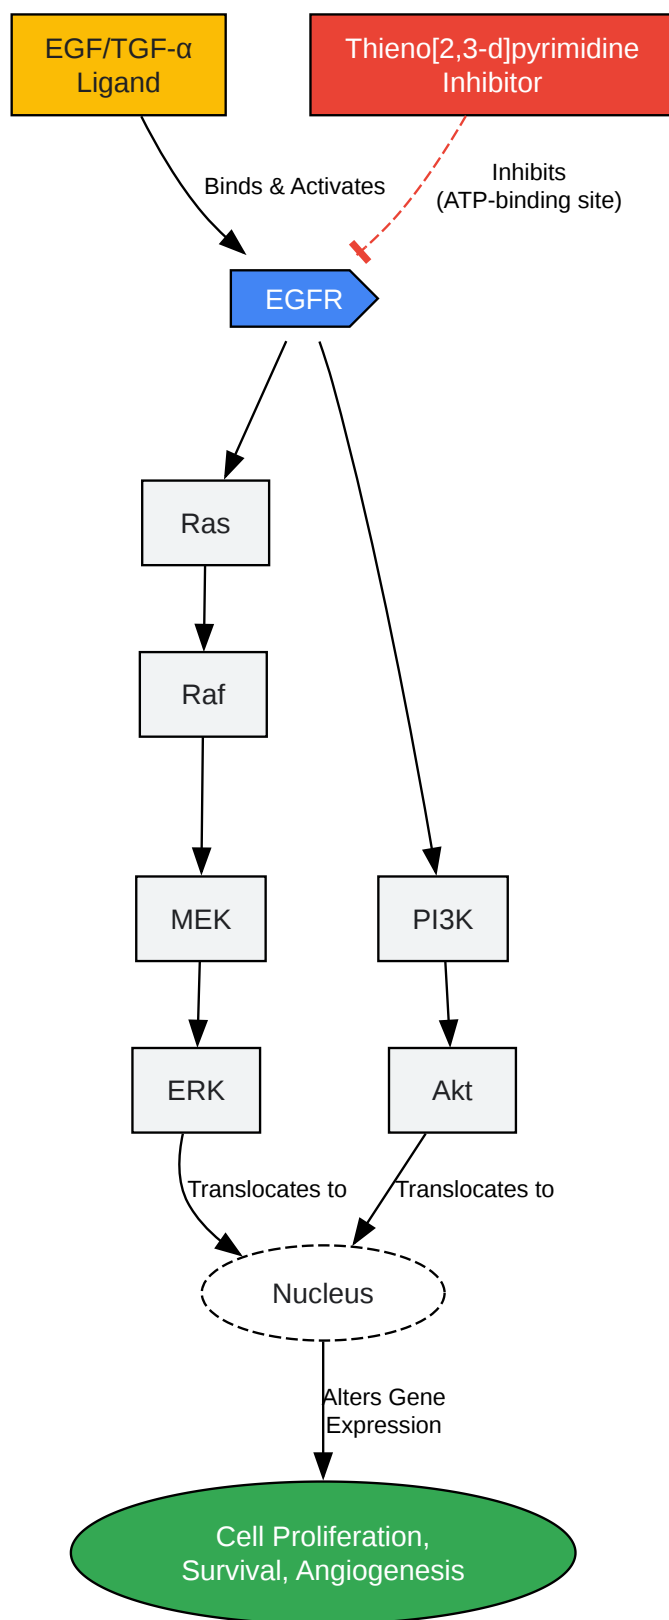 EGF/TGF-α
Ligand
Thieno[2,3-d]pyrimidine
Inhibitor
Binds & Activates
Inhibits
(ATP-binding site)
EGFR
Ras
Raf
MEK
PI3K
ERK
Akt
Translocates to
Translocates to
Nucleus
Alters Gene
Expression
Cell Proliferation,
Survival, Angiogenesis